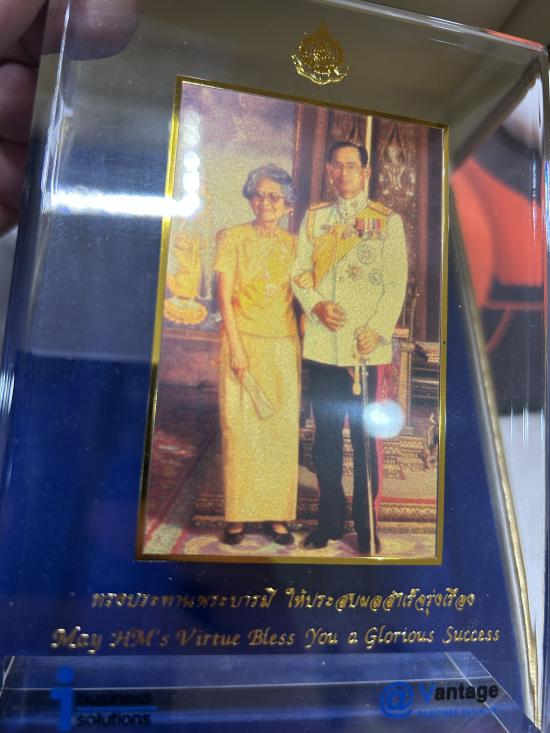 ทรงประทานพระบารมี ให้ประสบผลสำเร็จรุ่งเรือง
May HM's Virtue Bless You a Glorious Success
i business
solutions
@ Vantage